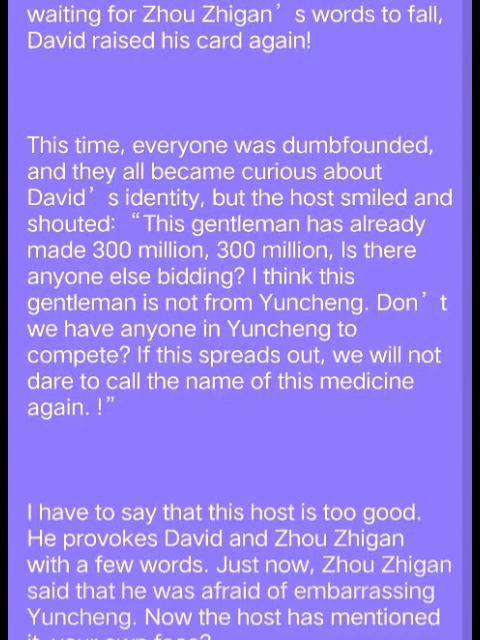 waiting for Zhou Zhigan’s words to fall,
David raised his card again!
This time, everyone was dumbfounded,
and they all became curious about
David’s identity, but the host smiled and
shouted: “This gentleman has already
made 300 million, 300 million, Is there
anyone else bidding? I think this
gentleman is not from Yuncheng. Don’t
we have anyone in Yuncheng to
compete? If this spreads out, we will not
dare to call the name of this medicine
again. !”
I have to say that this host is too good.
He provokes David and Zhou Zhigan
with a few words. Just now, Zhou Zhigan
said that he was afraid of embarrassing
Yuncheng. Now the host has mentioned
it, your own face?